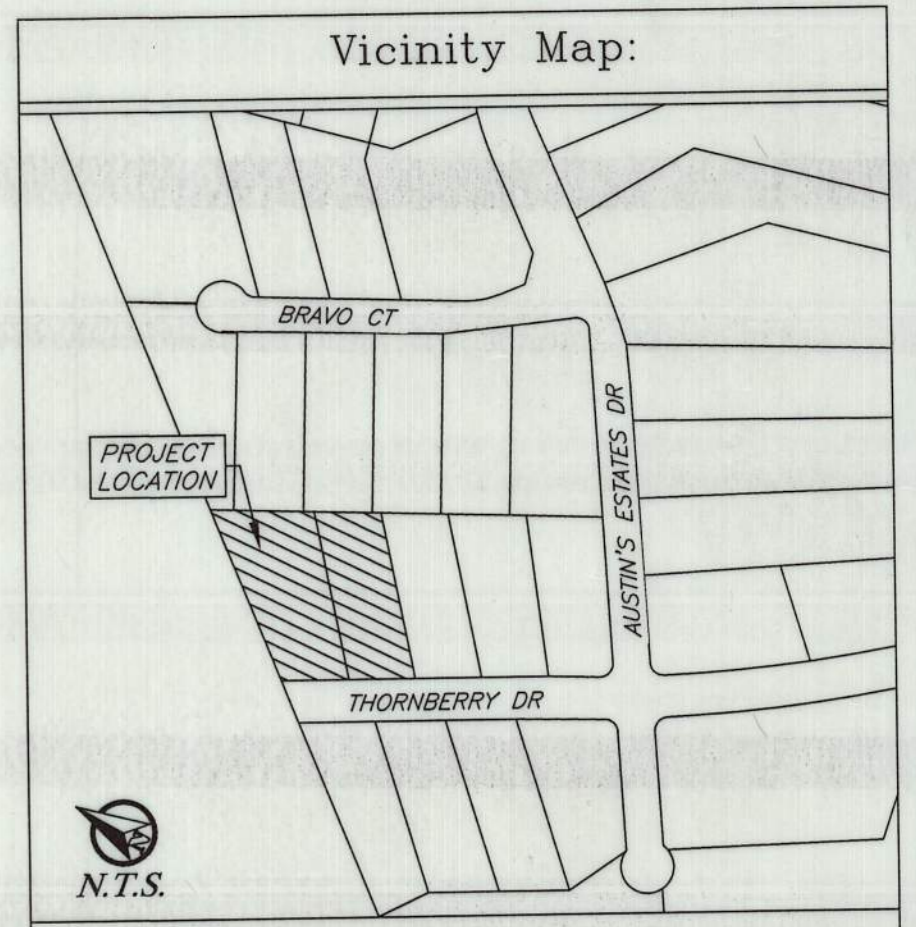 Vicinity Map:
BRAVO CT
PROJECT
LOCATION
AUSTIN'S ESTATES DR
THORNBERRY DR
N.T.S.